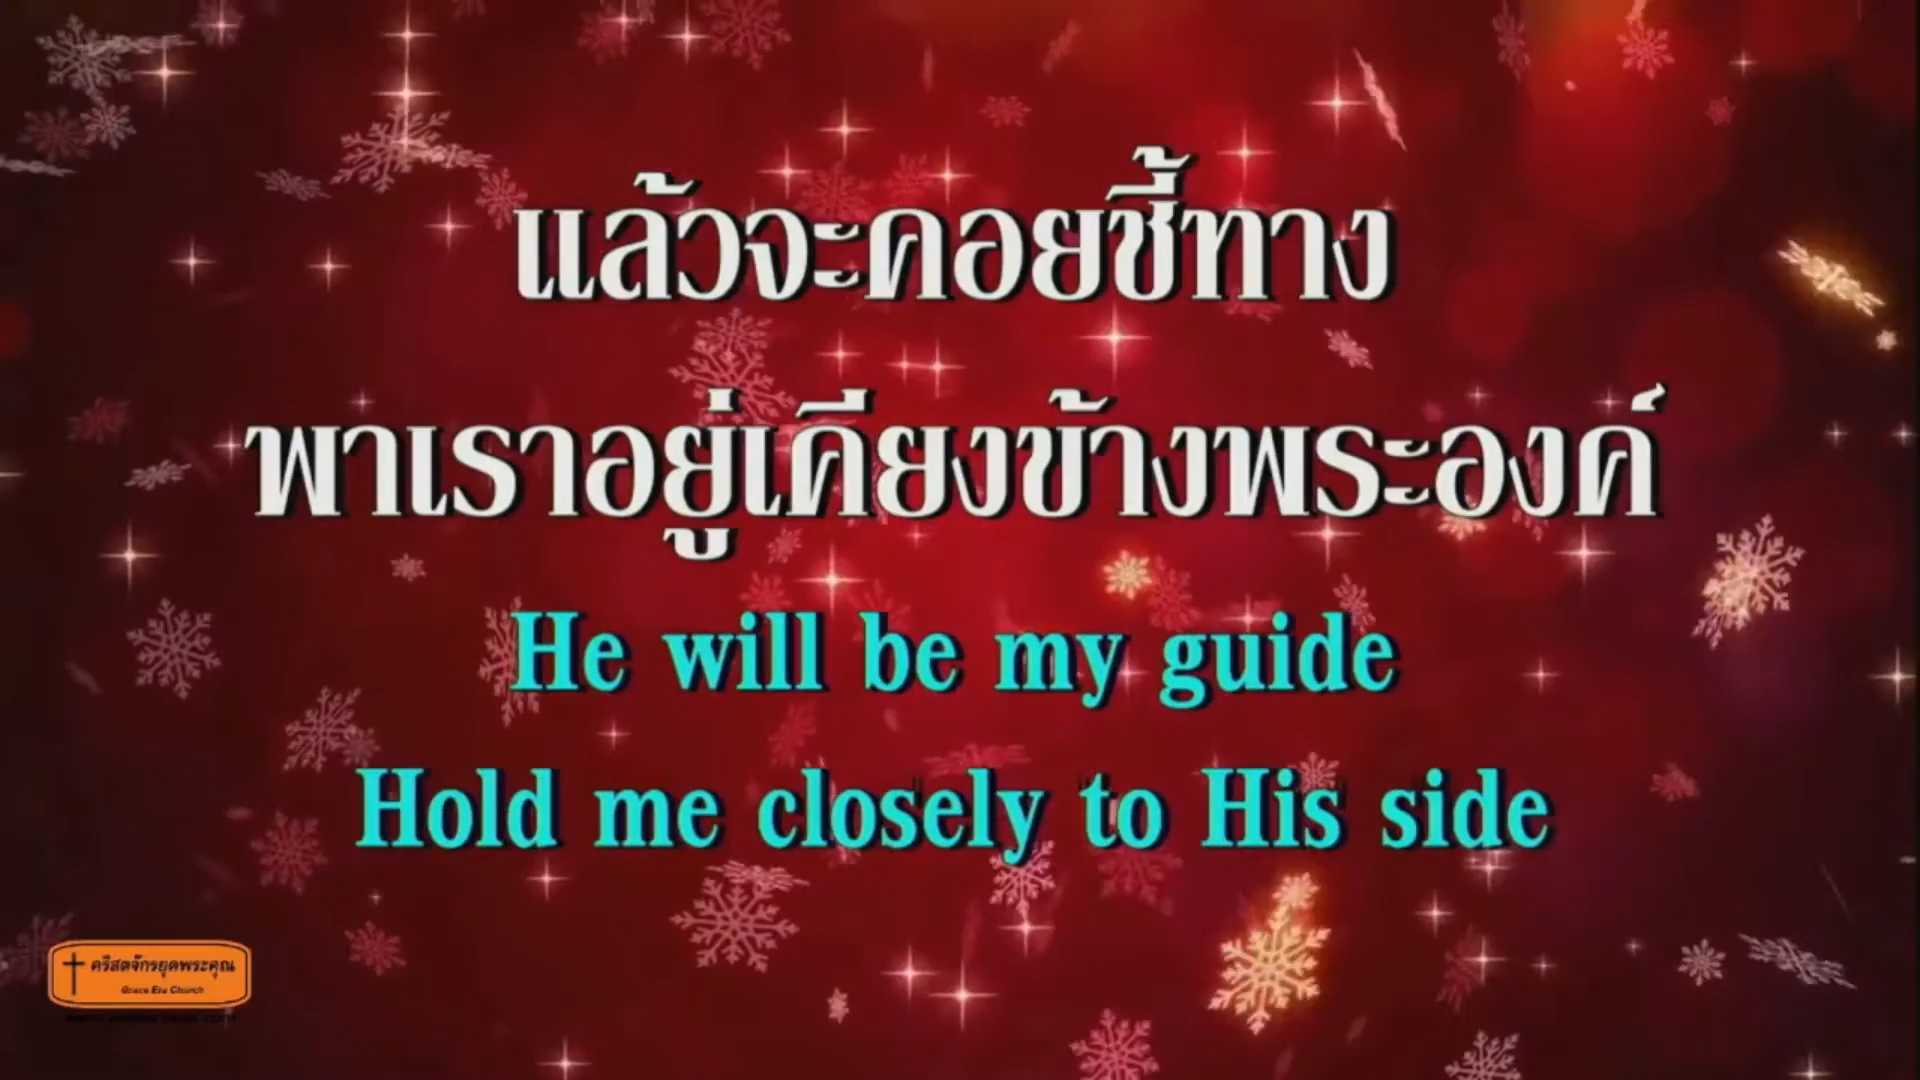 แล้วจะคอยชี้ทาง
พาเราอยู่เคียงข้างพระองค์
He will be my guide
Hold me closely to His side
คริสตจักรยุคพระคุณ
Grace Era Church